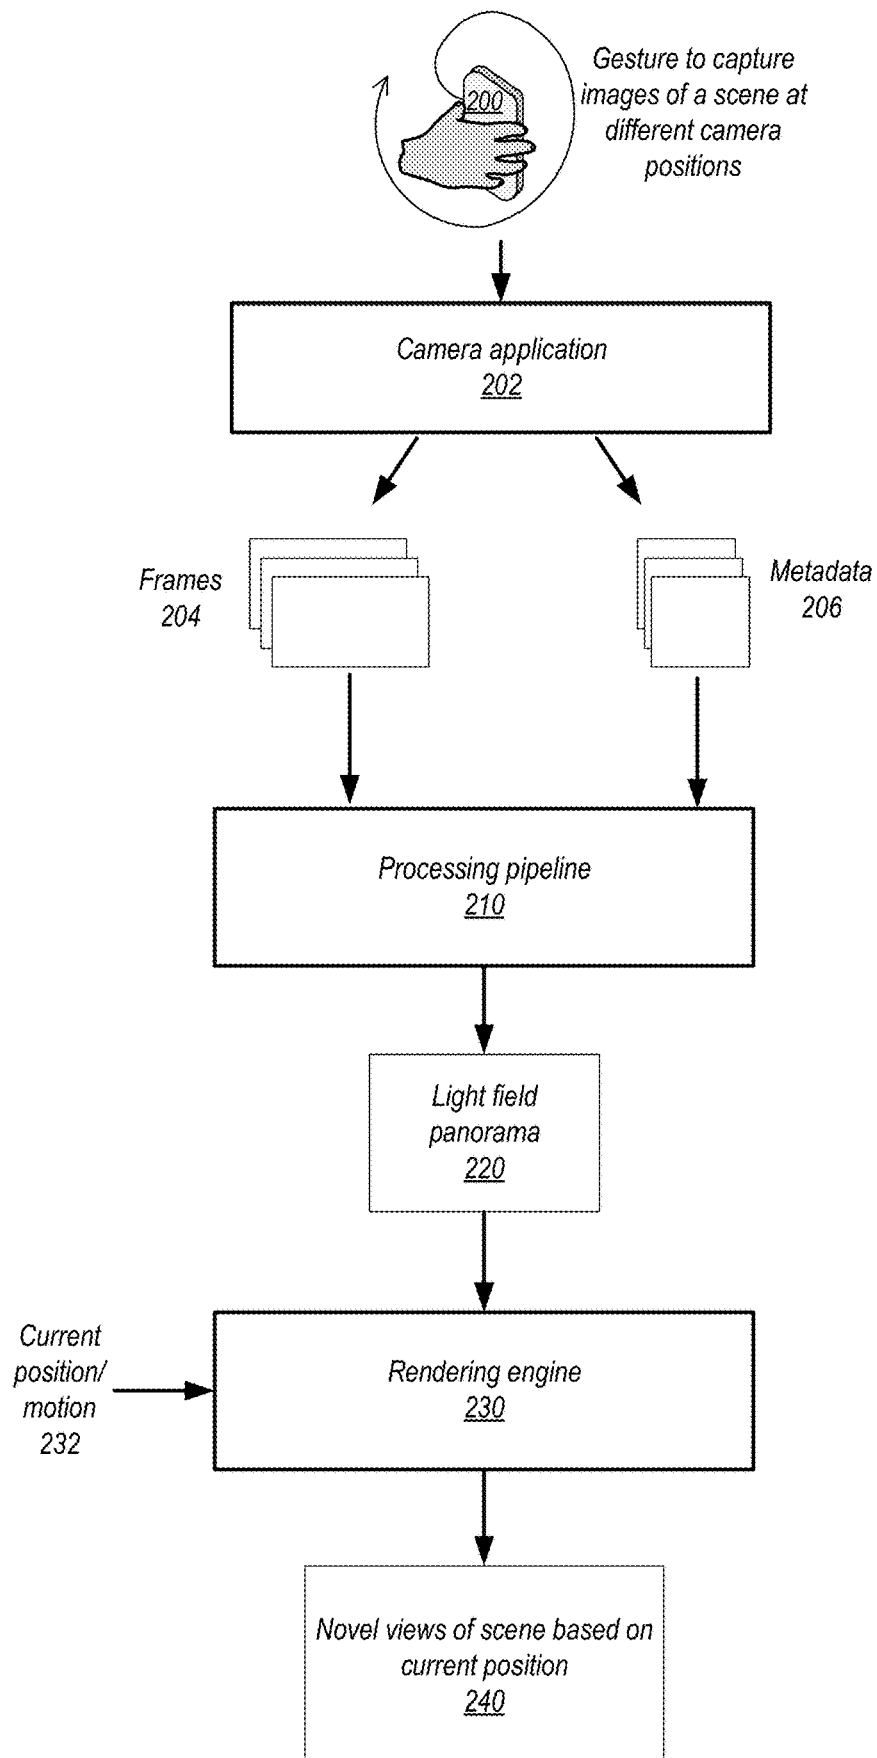 200
Gesture to capture
images of a scene at
different camera
positions
Camera application
202
Frames
204
Metadata
206
Processing pipeline
210
Light field
panorama
220
Current
position/
motion
232
Rendering engine
230
Novel views of scene based on
current position
240